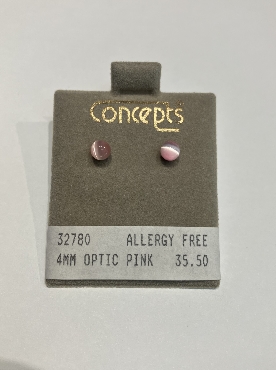 Concepts
32780 ALLERGY FREE
4MM OPTIC PINK 35.50